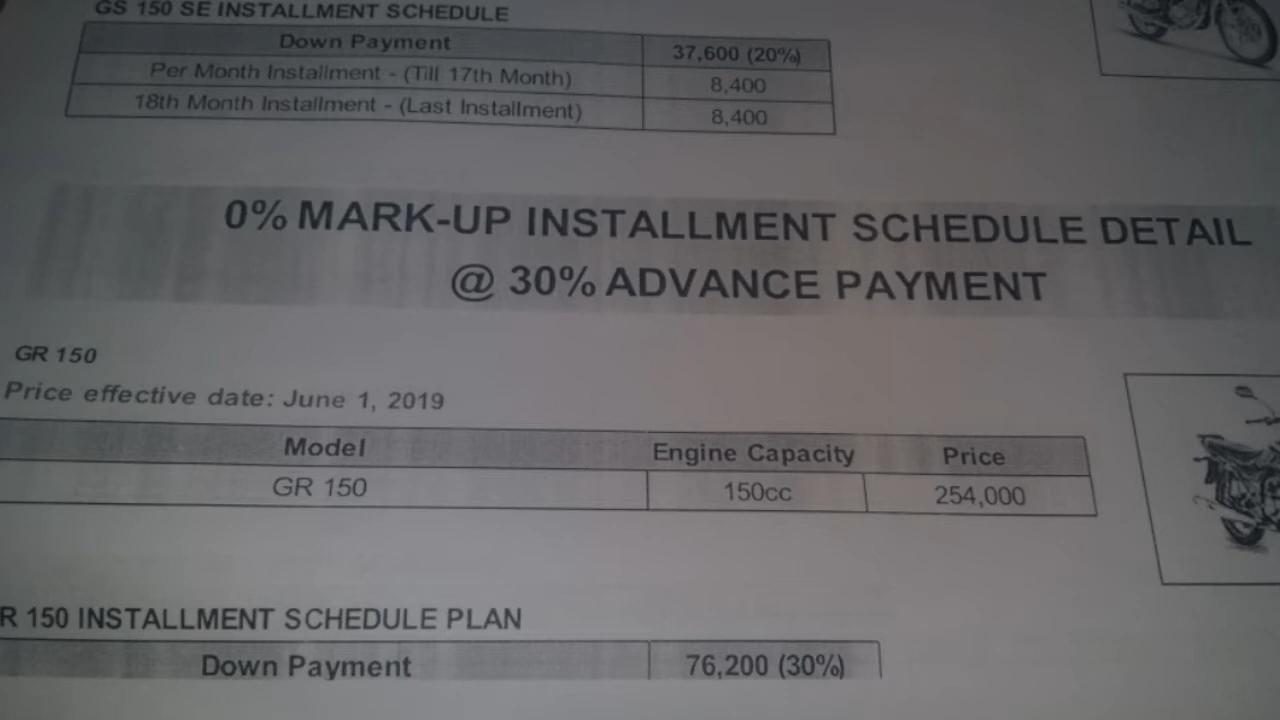 GS 150 SE INSTALLMENT SCHEDULE
Down Payment 37,600 (20%)
Per Month Installment - (Till 17th Month) 8,400
18th Month Installment - (Last Installment) 8,400
0% MARK-UP INSTALLMENT SCHEDULE DETAIL
@ 30% ADVANCE PAYMENT
GR 150
Price effective date: June 1, 2019
Model Engine Capacity Price
GR 150 150cc 254,000
R 150 INSTALLMENT SCHEDULE PLAN
Down Payment 76,200 (30%)